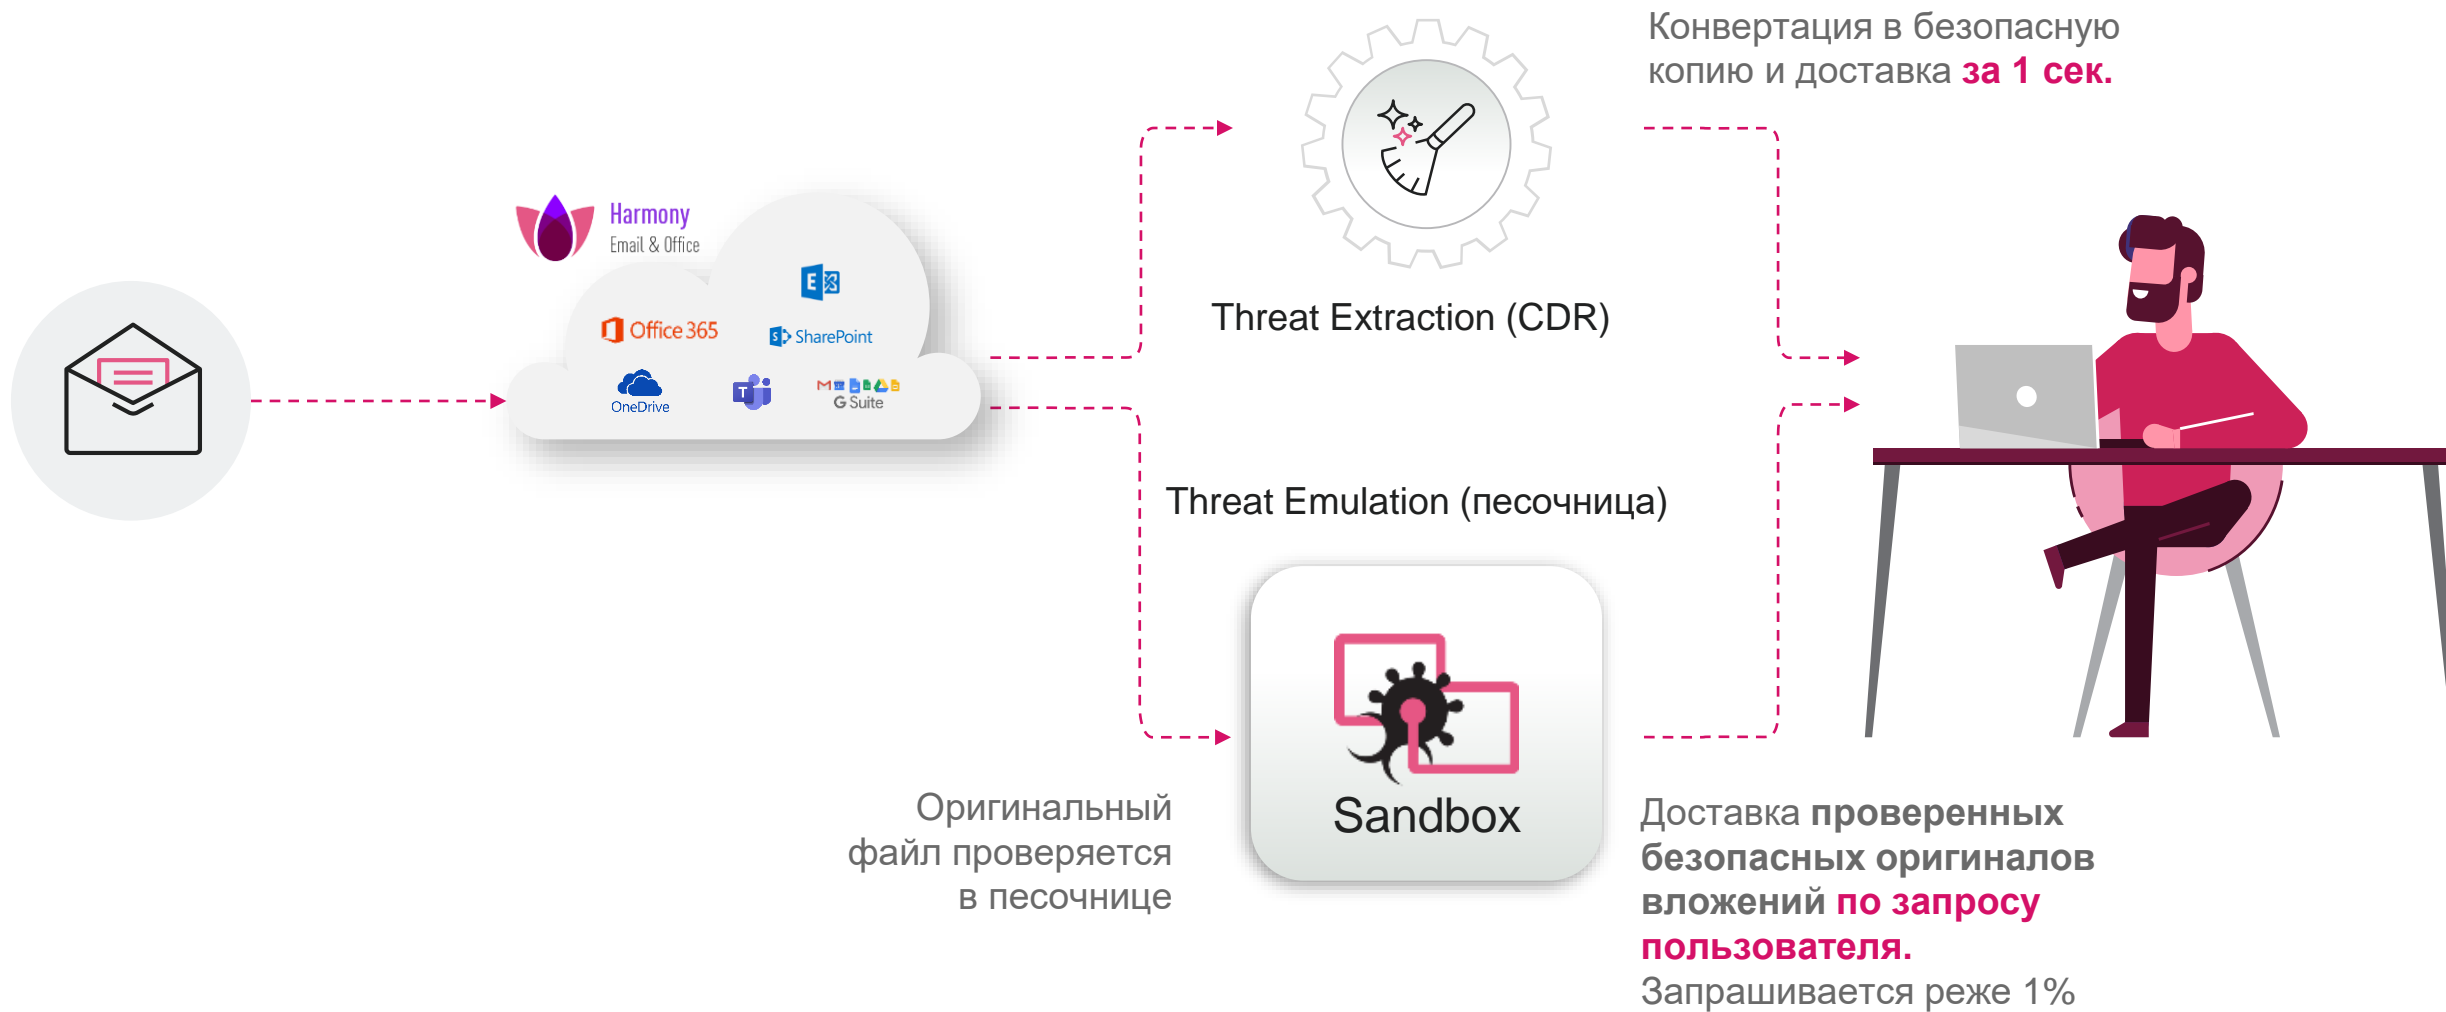 Конвертация в безопасную
копию и доставка за 1 сек.
Harmony
Email & Office
Office 365
SharePoint
OneDrive
G Suite
Threat Extraction (CDR)
Threat Emulation (песочница)
Sandbox
Оригинальный
файл проверяется
в песочнице
Доставка проверенных
безопасных оригиналов
вложений по запросу
пользователя.
Запрашивается реже 1%